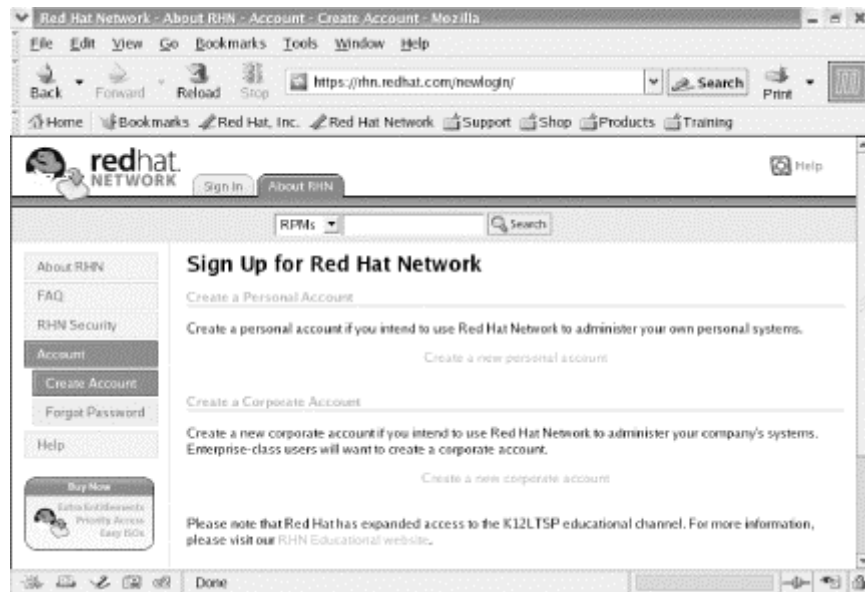 Red Hat Network - About RHN - Account - Create Account - Mozilla
File Edit View Go Bookmarks Tools Window Help
Back Forward Reload Stop https://rhn.redhat.com/newlogin/ Search Print
Home Bookmarks Red Hat, Inc. Red Hat Network Support Shop Products Training
redhat.
NETWORK
Sign In About RHN
Help
RPMs Search
About RHN
FAQ
RHN Security
Account
Create Account
Forgot Password
Help
Buy Now
Extra Entitlements
Priority Access
Easy ISOs
Sign Up for Red Hat Network
Create a Personal Account
Create a personal account if you intend to use Red Hat Network to administer your own personal systems.
Create a new personal account
Create a Corporate Account
Create a new corporate account if you intend to use Red Hat Network to administer your company's systems.
Enterprise-class users will want to create a corporate account.
Create a new corporate account
Please note that Red Hat has expanded access to the K12LTSP educational channel. For more information,
please visit our RHN Educational website.
Done